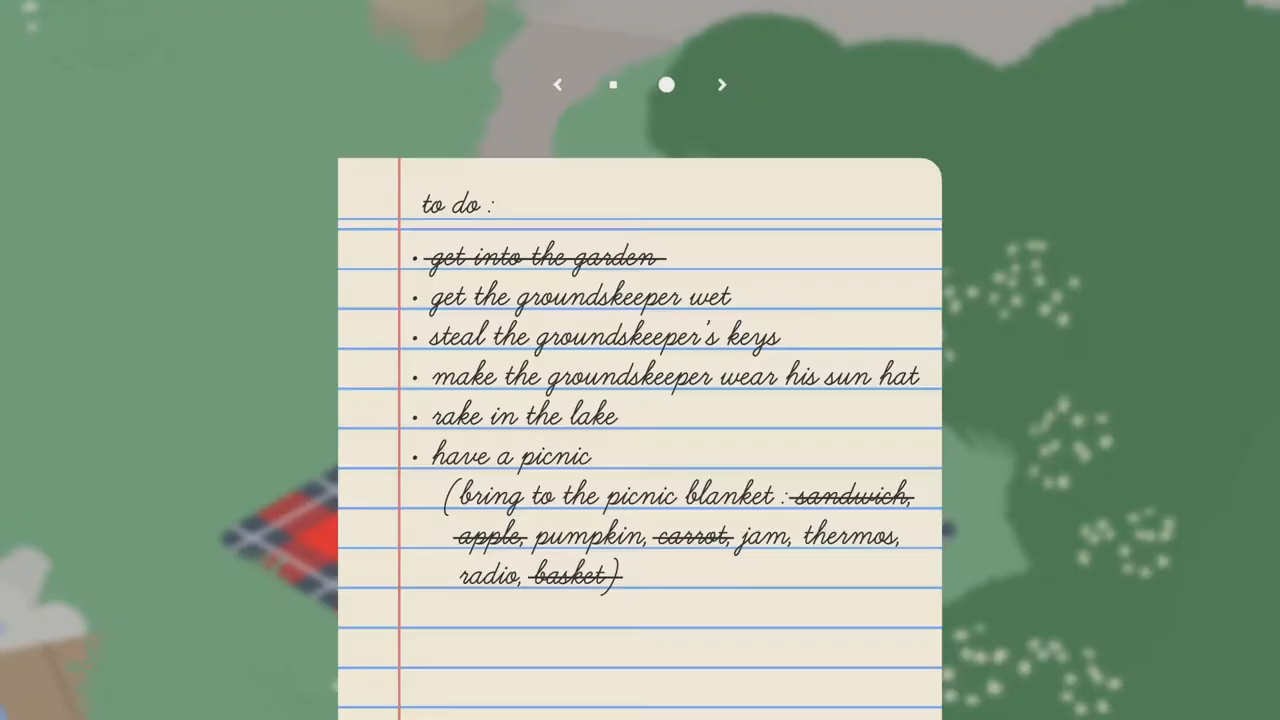 to do :
• get into the garden
• get the groundskeeper wet
• steal the groundskeeper's keys
• make the groundskeeper wear his sun hat
• rake in the lake
• have a picnic
(bring to the picnic blanket : sandwich,
apple, pumpkin, carrot, jam, thermos,
radio, basket)